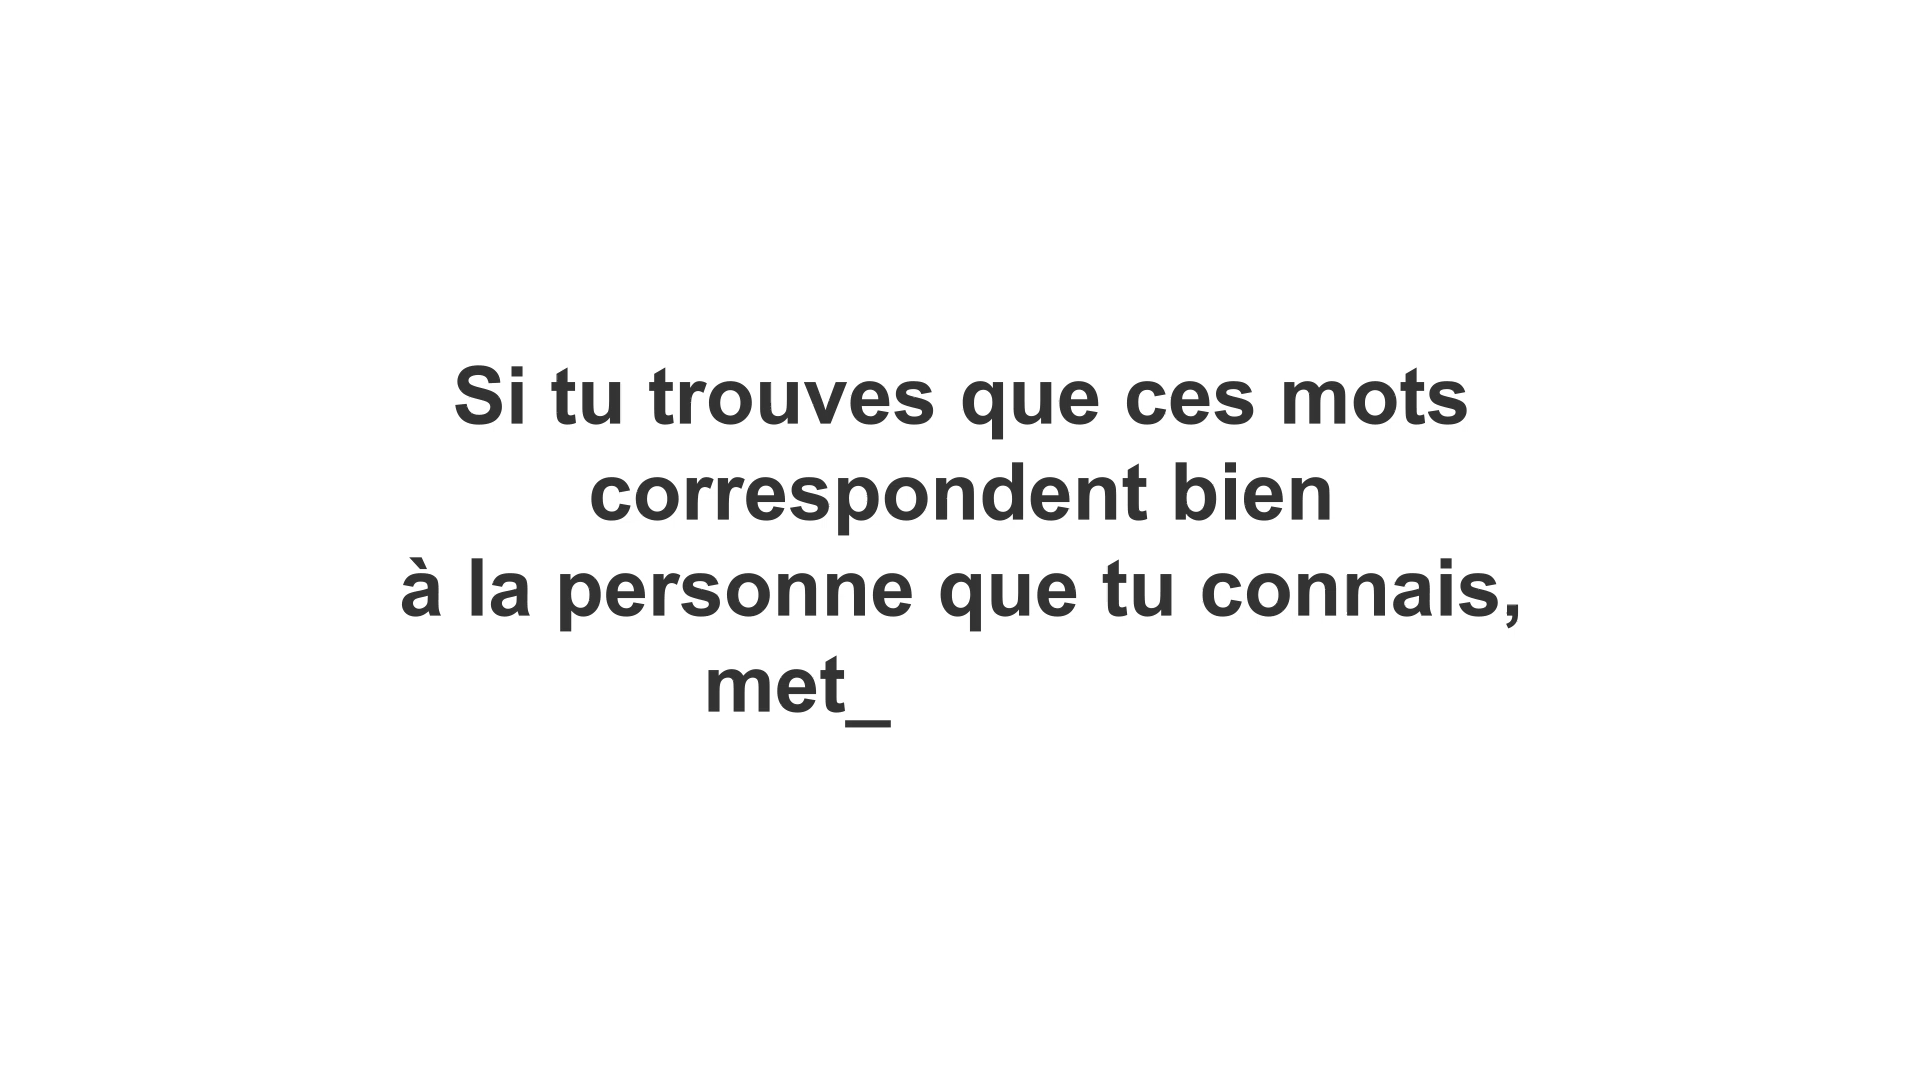 Si tu trouves que ces mots
correspondent bien
à la personne que tu connais,
met_